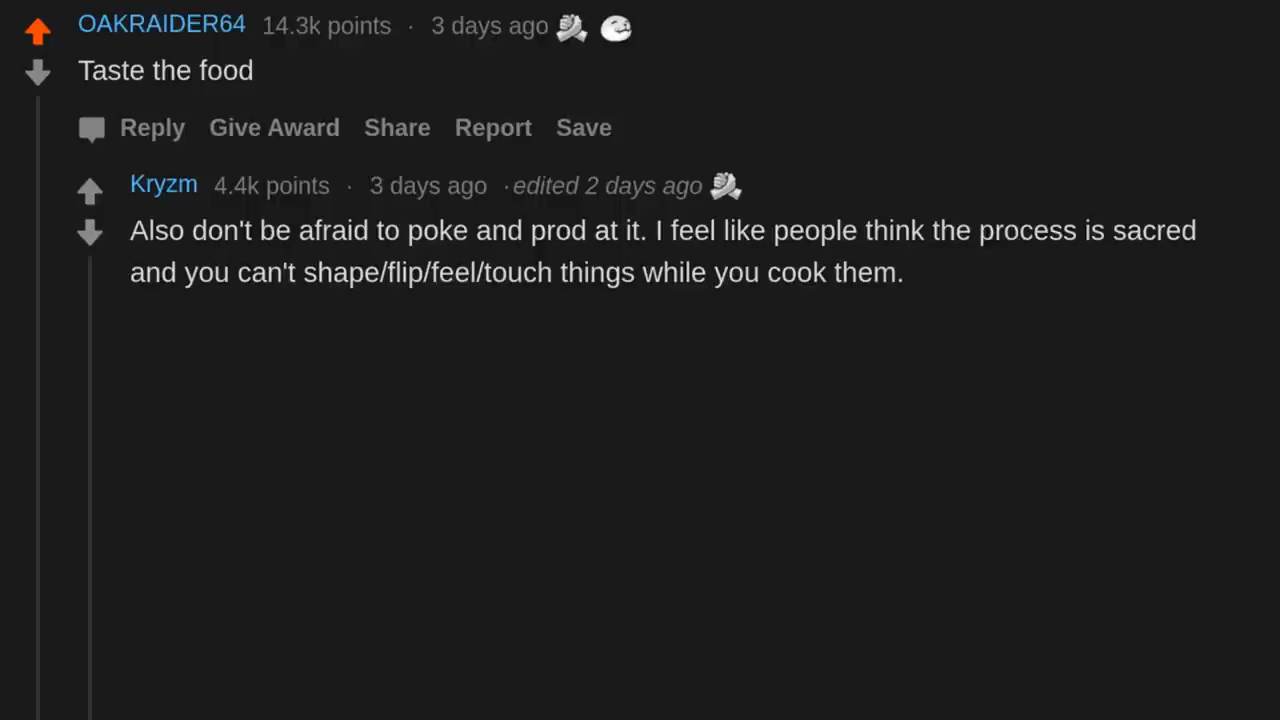 OAKRAIDER64 14.3k points · 3 days ago
Taste the food
Reply Give Award Share Report Save
Kryzm 4.4k points · 3 days ago ·edited 2 days ago
Also don't be afraid to poke and prod at it. I feel like people think the process is sacred
and you can't shape/flip/feel/touch things while you cook them.